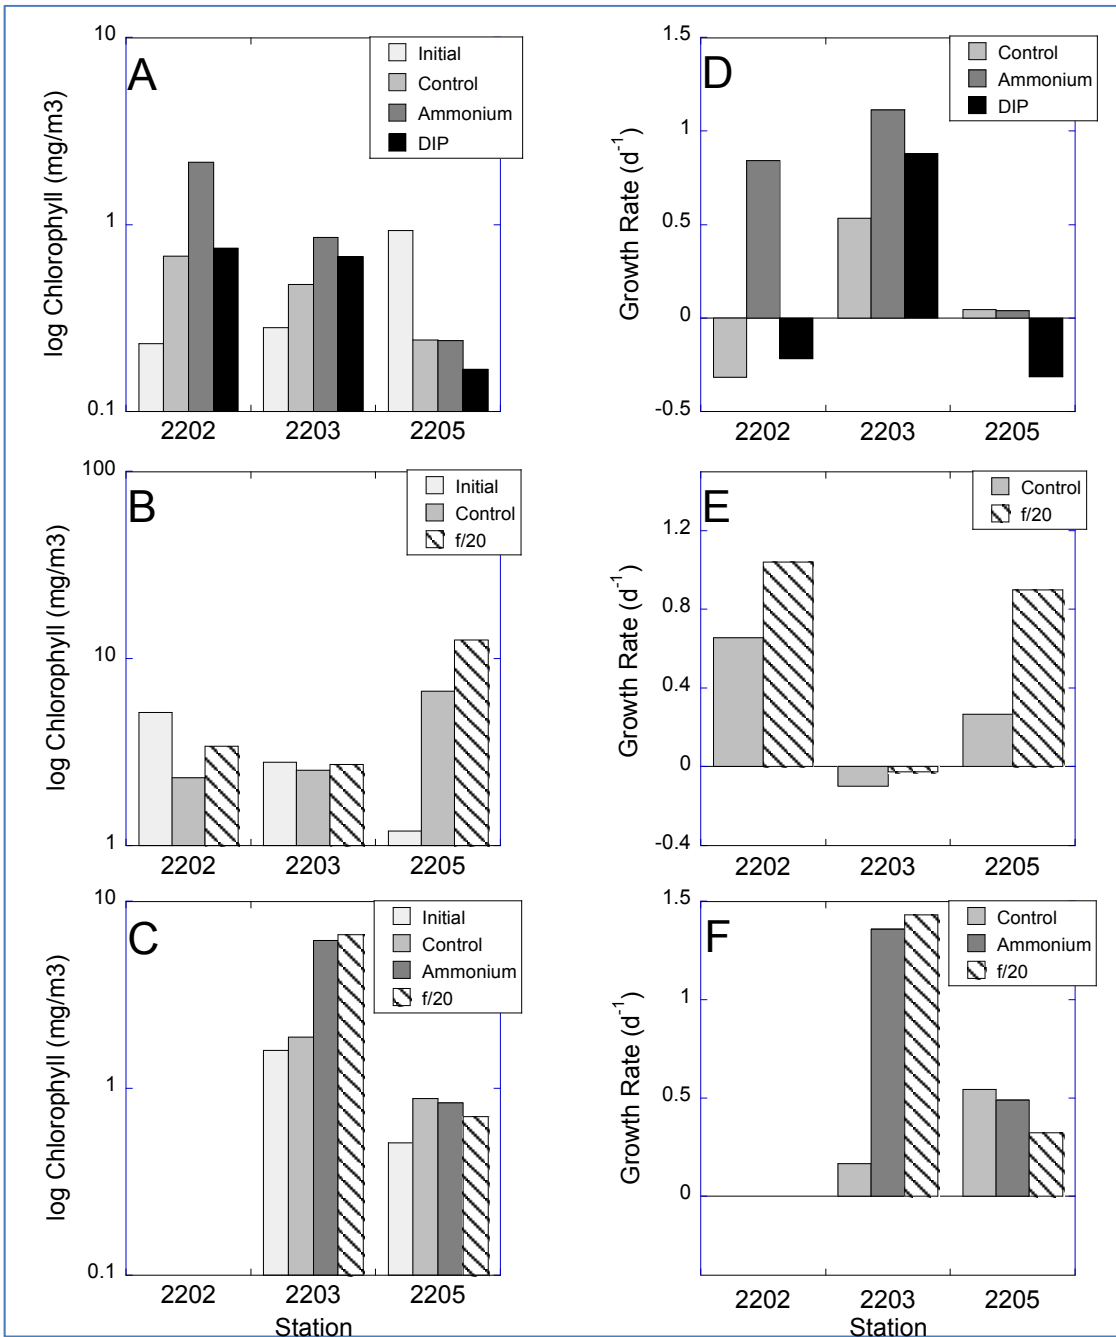 A
log Chlorophyll (mg/m3)
10
1
0.1
Initial
Control
Ammonium
DIP
2202 2203 2205
D
Growth Rate (d-1)
1.5
1
0.5
0
-0.5
Control
Ammonium
DIP
2202 2203 2205
B
log Chlorophyll (mg/m3)
100
10
1
Initial
Control
f/20
2202 2203 2205
E
Growth Rate (d-1)
1.2
0.8
0.4
0
-0.4
Control
f/20
2202 2203 2205
C
log Chlorophyll (mg/m3)
10
1
0.1
Initial
Control
Ammonium
f/20
2202 2203 2205
Station
F
Growth Rate (d-1)
1.5
1
0.5
0
Control
Ammonium
f/20
2202 2203 2205
Station